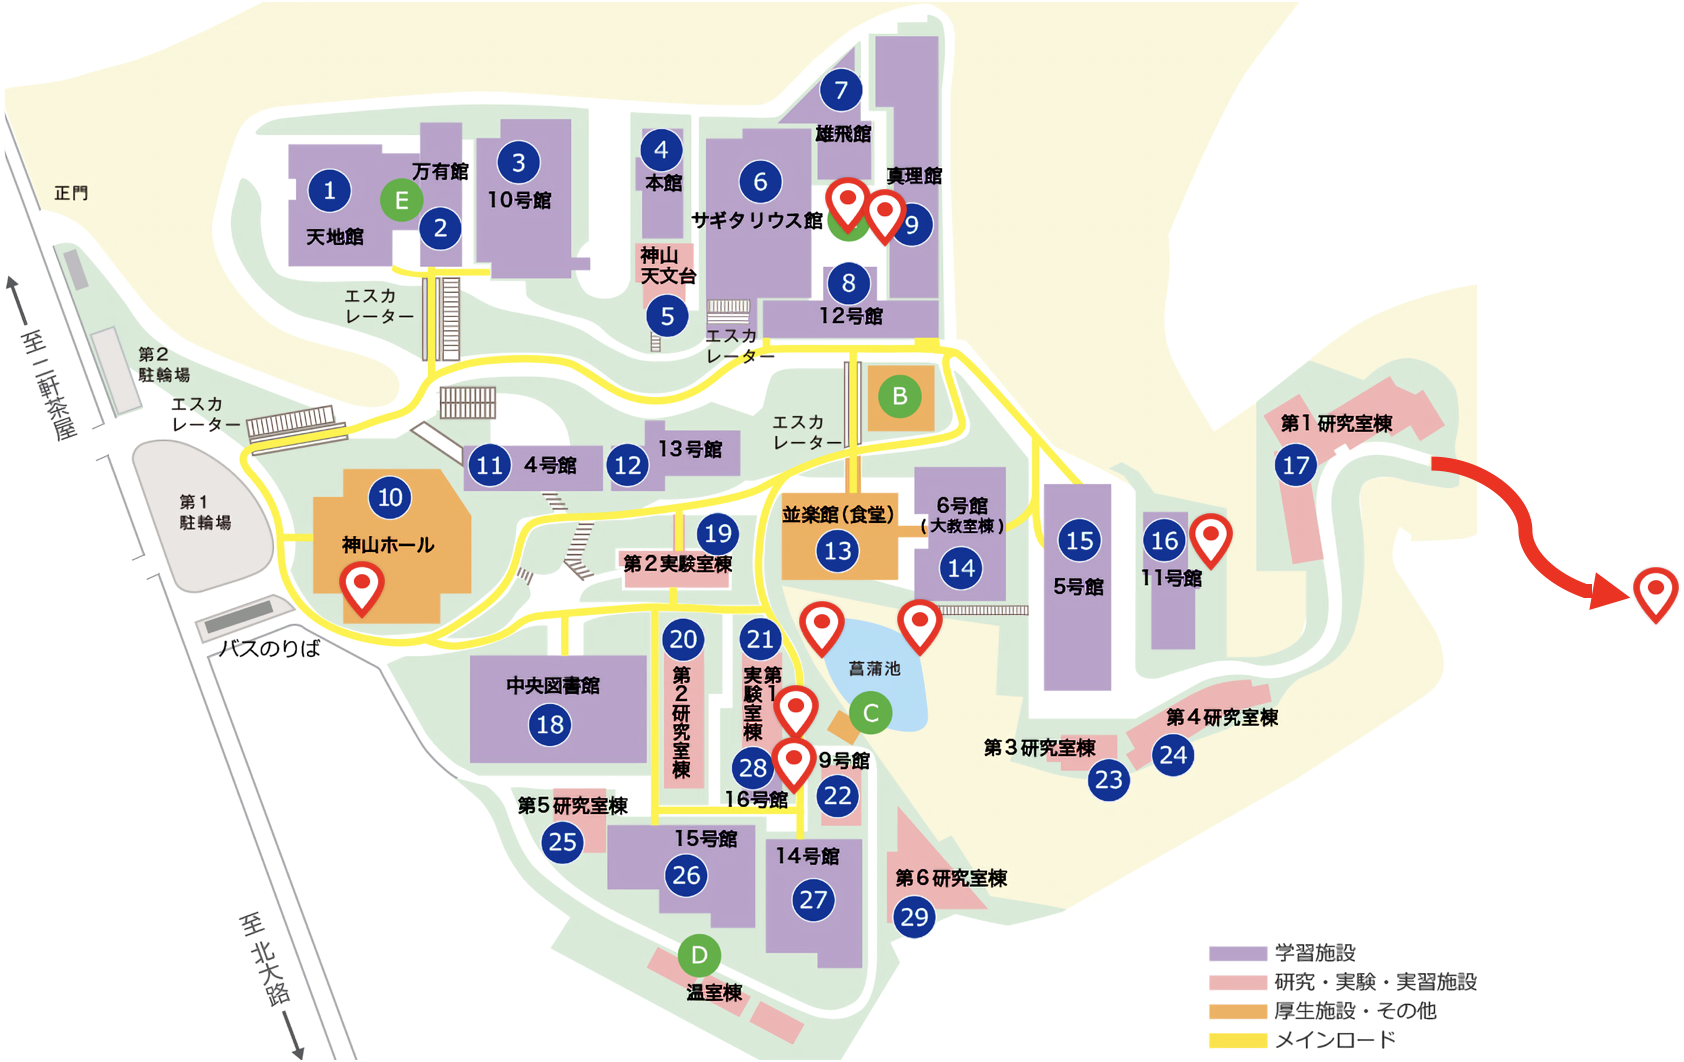 7
雄飛館
4
本館
3
10号館
万有館
2
1
天地館
E
正門
6
サギタリウス館
真理館
9
神山
天文台
5
8
12号館
エスカ
レーター
エスカ
レーター
至 二軒茶屋
第2
駐輪場
エスカ
レーター
エスカ
レーター
B
第1研究室棟
17
11
4号館
12
13号館
10
神山ホール
第1
駐輪場
バスのりば
19
第2実験室棟
並楽館(食堂)
13
6号館
(大教室棟)
14
15
5号館
16
11号館
菖蒲池
C
中央図書館
18
20
第2研究室棟
21
第1
実験室棟
28
16号館
9号館
22
第3研究室棟
23
第4研究室棟
24
第5研究室棟
25
15号館
26
14号館
27
第6研究室棟
29
D
温室棟
至 北大路
学習施設
研究・実験・実習施設
厚生施設・その他
メインロード